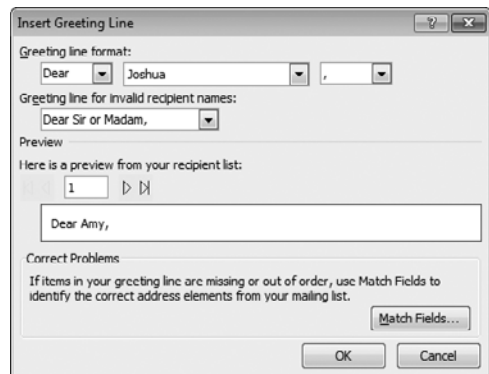 Insert Greeting Line
Greeting line format:
Dear Joshua ,
Greeting line for invalid recipient names:
Dear Sir or Madam,
Preview
Here is a preview from your recipient list:
1
Dear Amy,
Correct Problems
If items in your greeting line are missing or out of order, use Match Fields to
identify the correct address elements from your mailing list.
Match Fields...
OK Cancel